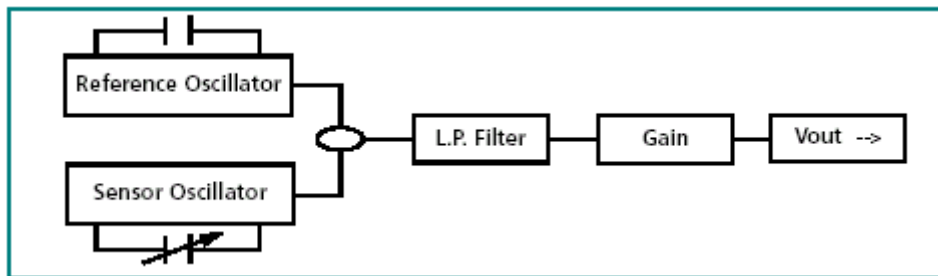 Reference Oscillator
L.P. Filter
Gain
Vout -->
Sensor Oscillator